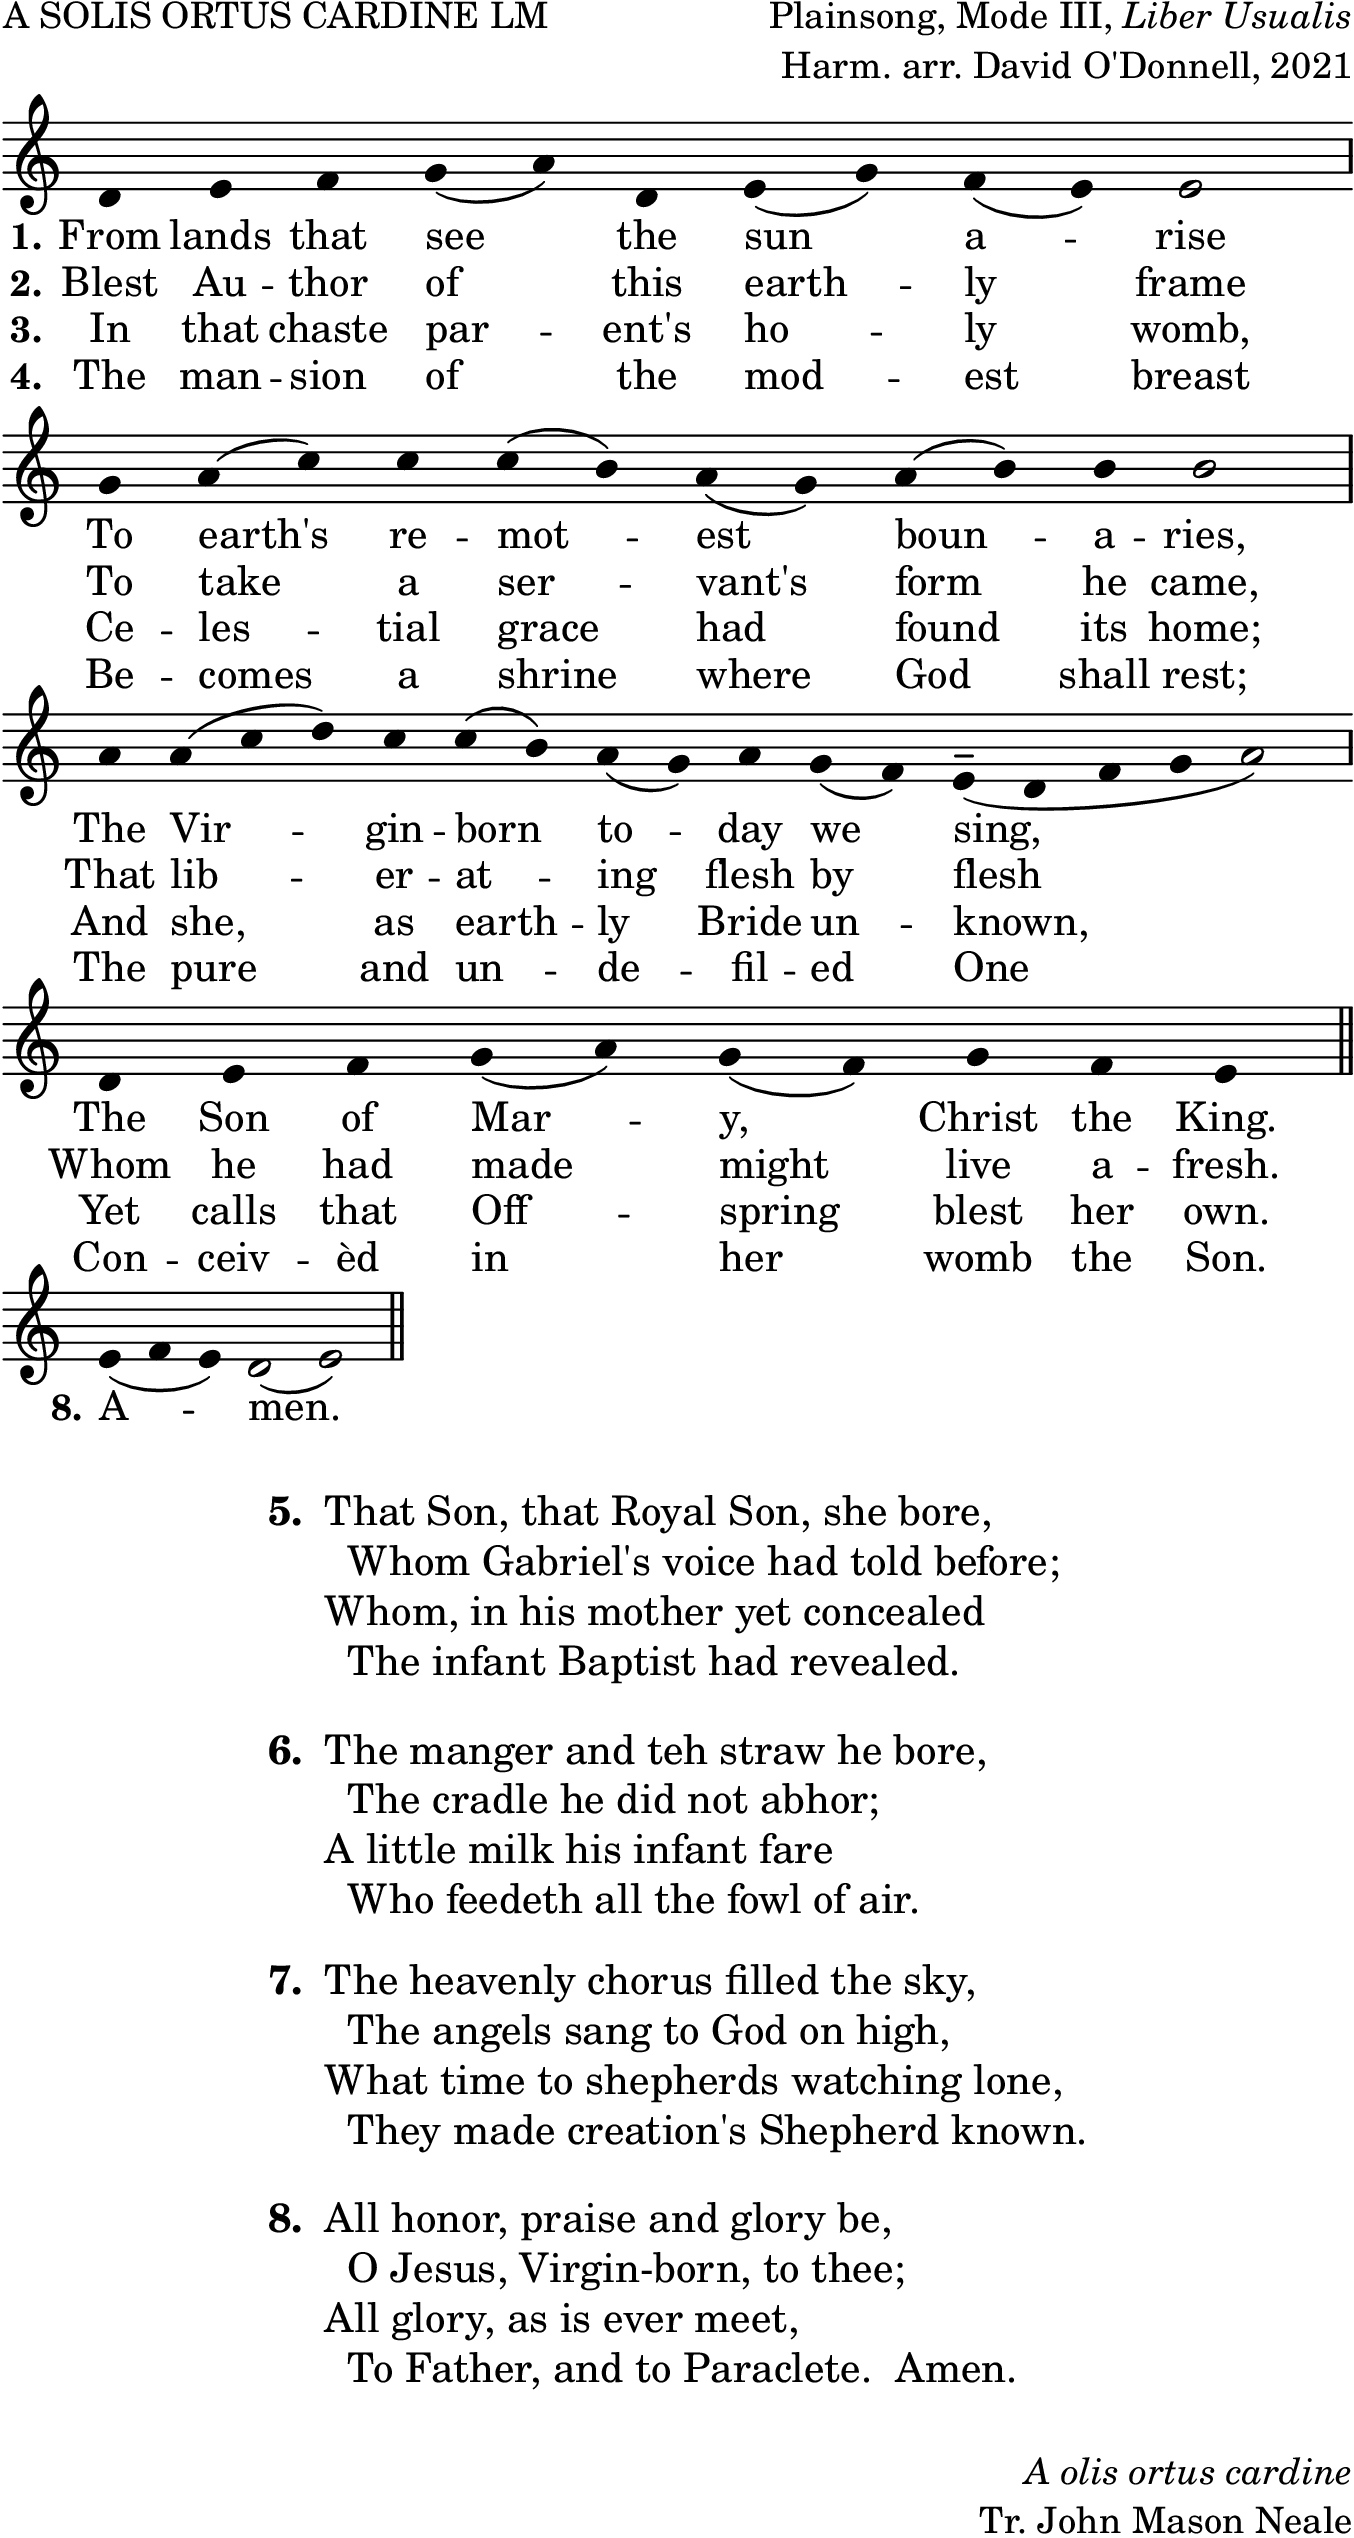 A SOLIS ORTUS CARDINE LM
Plainsong, Mode III, Liber Usualis
Harm. arr. David O'Donnell, 2021
1. From lands that see the sun a - rise
2. Blest Au - thor of this earth - ly frame
3. In that chaste par - ent's ho - ly womb,
4. The man - sion of the mod - est breast
To earth's re - mot - est boun - a - ries,
To take a ser - vant's form he came,
Ce - les - tial grace had found its home;
Be - comes a shrine where God shall rest;
The Vir - gin - born to - day we sing,
That lib - er - at - ing flesh by flesh
And she, as earth - ly Bride un - known,
The pure and un - de - fil - ed One
The Son of Mar - y, Christ the King.
Whom he had made might live a - fresh.
Yet calls that Off - spring blest her own.
Con - ceiv - èd in her womb the Son.
8. A - men.
5. That Son, that Royal Son, she bore,
Whom Gabriel's voice had told before;
Whom, in his mother yet concealed
The infant Baptist had revealed.
6. The manger and teh straw he bore,
The cradle he did not abhor;
A little milk his infant fare
Who feedeth all the fowl of air.
7. The heavenly chorus filled the sky,
The angels sang to God on high,
What time to shepherds watching lone,
They made creation's Shepherd known.
8. All honor, praise and glory be,
O Jesus, Virgin-born, to thee;
All glory, as is ever meet,
To Father, and to Paraclete. Amen.
A olis ortus cardine
Tr. John Mason Neale